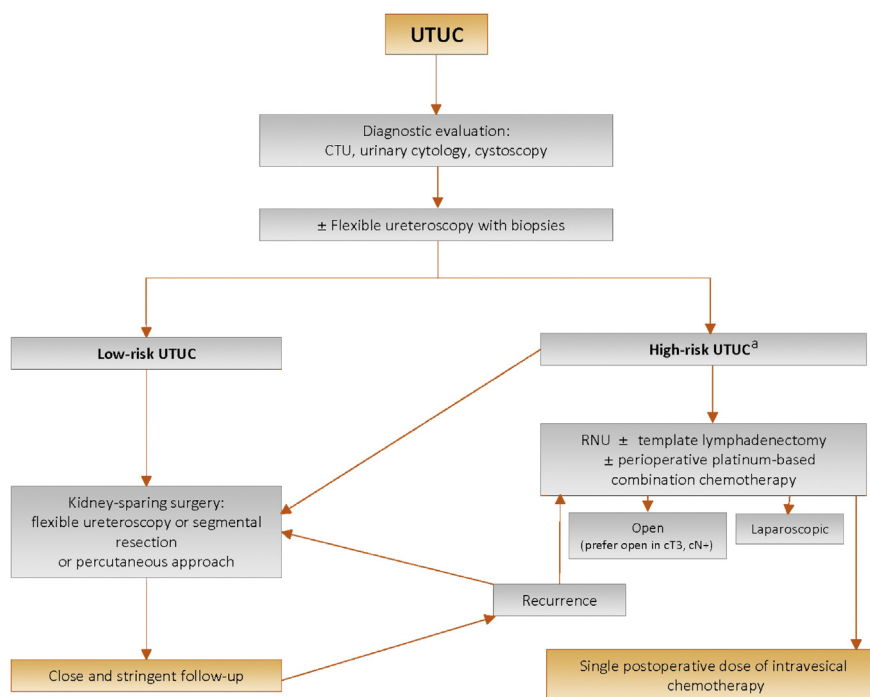 UTUC
Diagnostic evaluation:
CTU, urinary cytology, cystoscopy
± Flexible ureteroscopy with biopsies
Low-risk UTUC
High-risk UTUCᵃ
RNU ± template lymphadenectomy
± perioperative platinum-based
combination chemotherapy
Kidney-sparing surgery:
flexible ureteroscopy or segmental
resection
or percutaneous approach
Open
(prefer open in cT3, cN+)
Laparoscopic
Recurrence
Close and stringent follow-up
Single postoperative dose of intravesical
chemotherapy